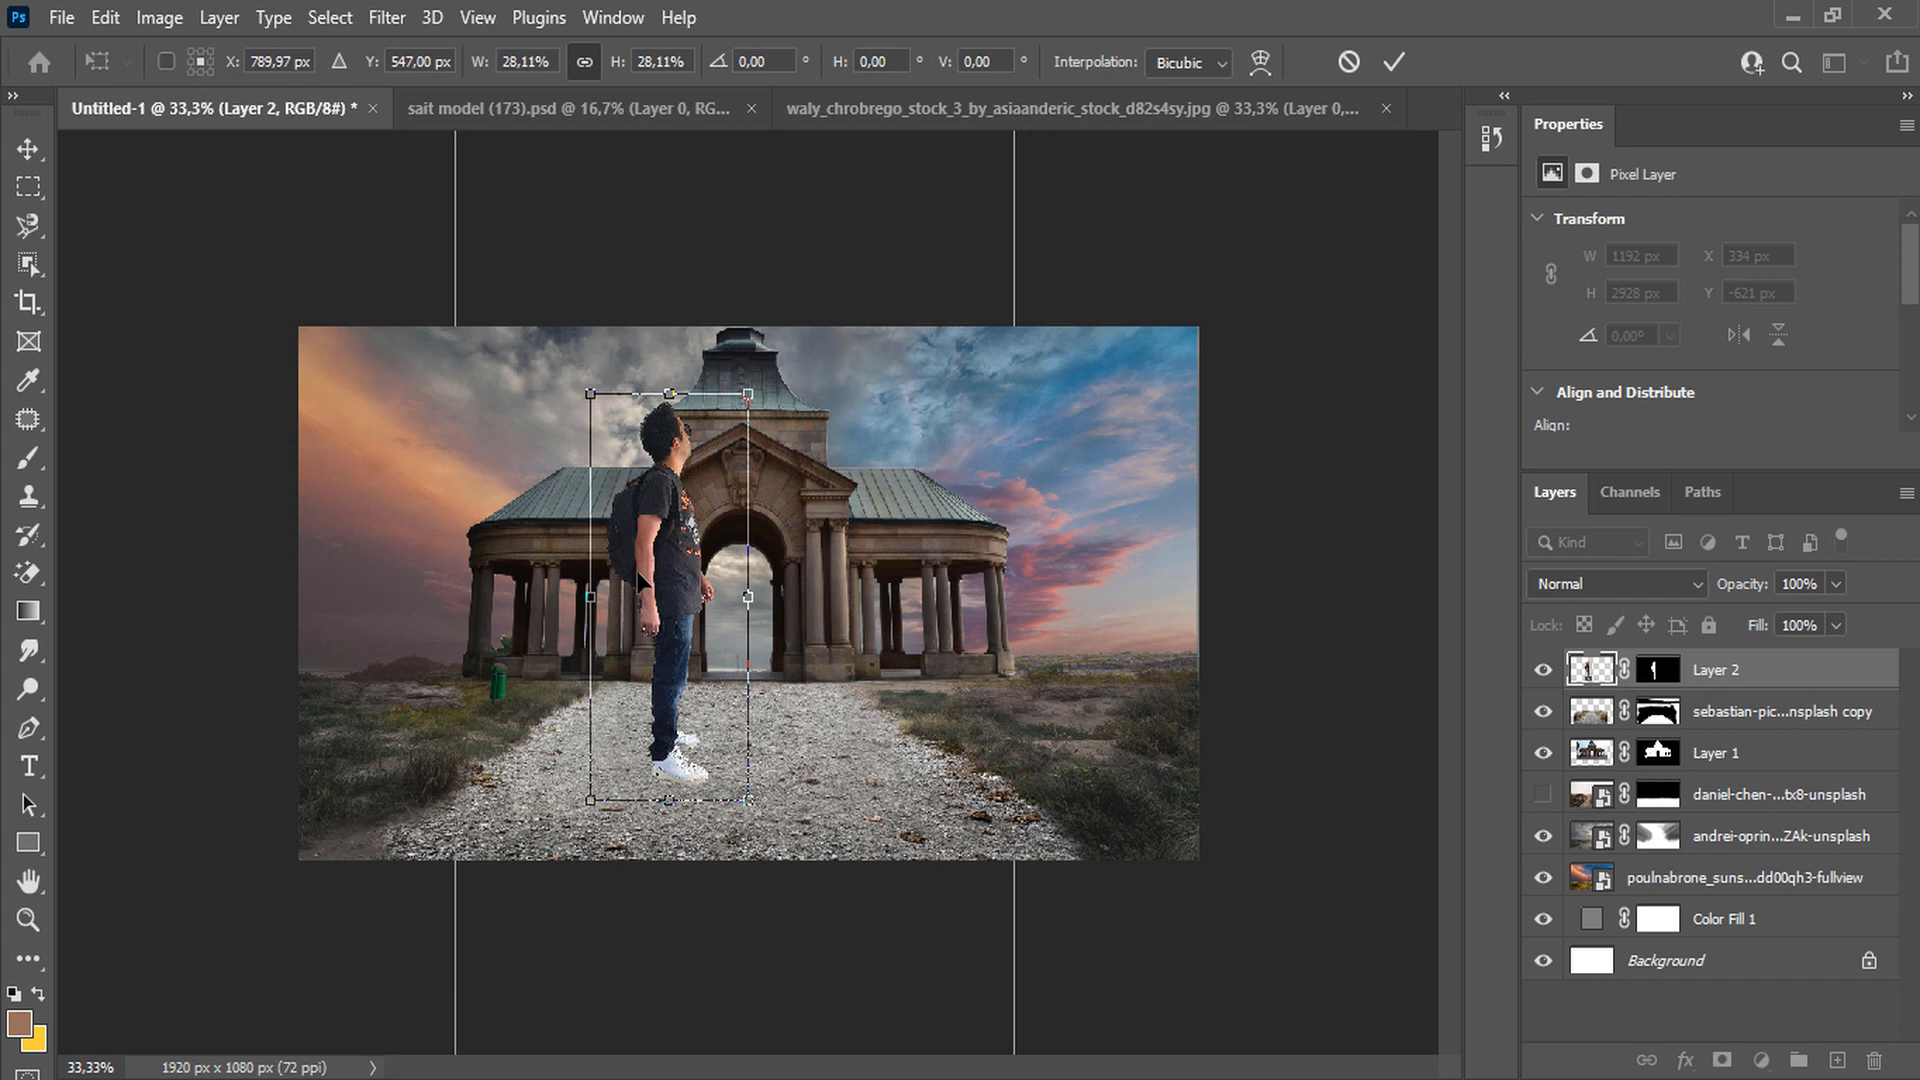 Ps File Edit Image Layer Type Select Filter 3D View Plugins Window Help
X: 789,97 px Y: 547,00 px W: 28,11% H: 28,11% 0,00 ° H: 0,00 ° V: 0,00 ° Interpolation: Bicubic
Untitled-1 @ 33,3% (Layer 2, RGB/8#) * × sait model (173).psd @ 16,7% (Layer 0, RG... × waly_chrobrego_stock_3_by_asiaanderic_stock_d82s4sy.jpg @ 33,3% (Layer 0,... ×
Properties
Pixel Layer
Transform
W 1192 px X 334 px
H 2928 px Y -621 px
0,00°
Align and Distribute
Align:
Layers Channels Paths
Kind
Normal Opacity: 100%
Lock: Fill: 100%
Layer 2
sebastian-pic...nsplash copy
Layer 1
daniel-chen-...tx8-unsplash
andrei-oprin...ZAk-unsplash
poulnabrone_suns...dd00qh3-fullview
Color Fill 1
Background
33,33% 1920 px x 1080 px (72 ppi)